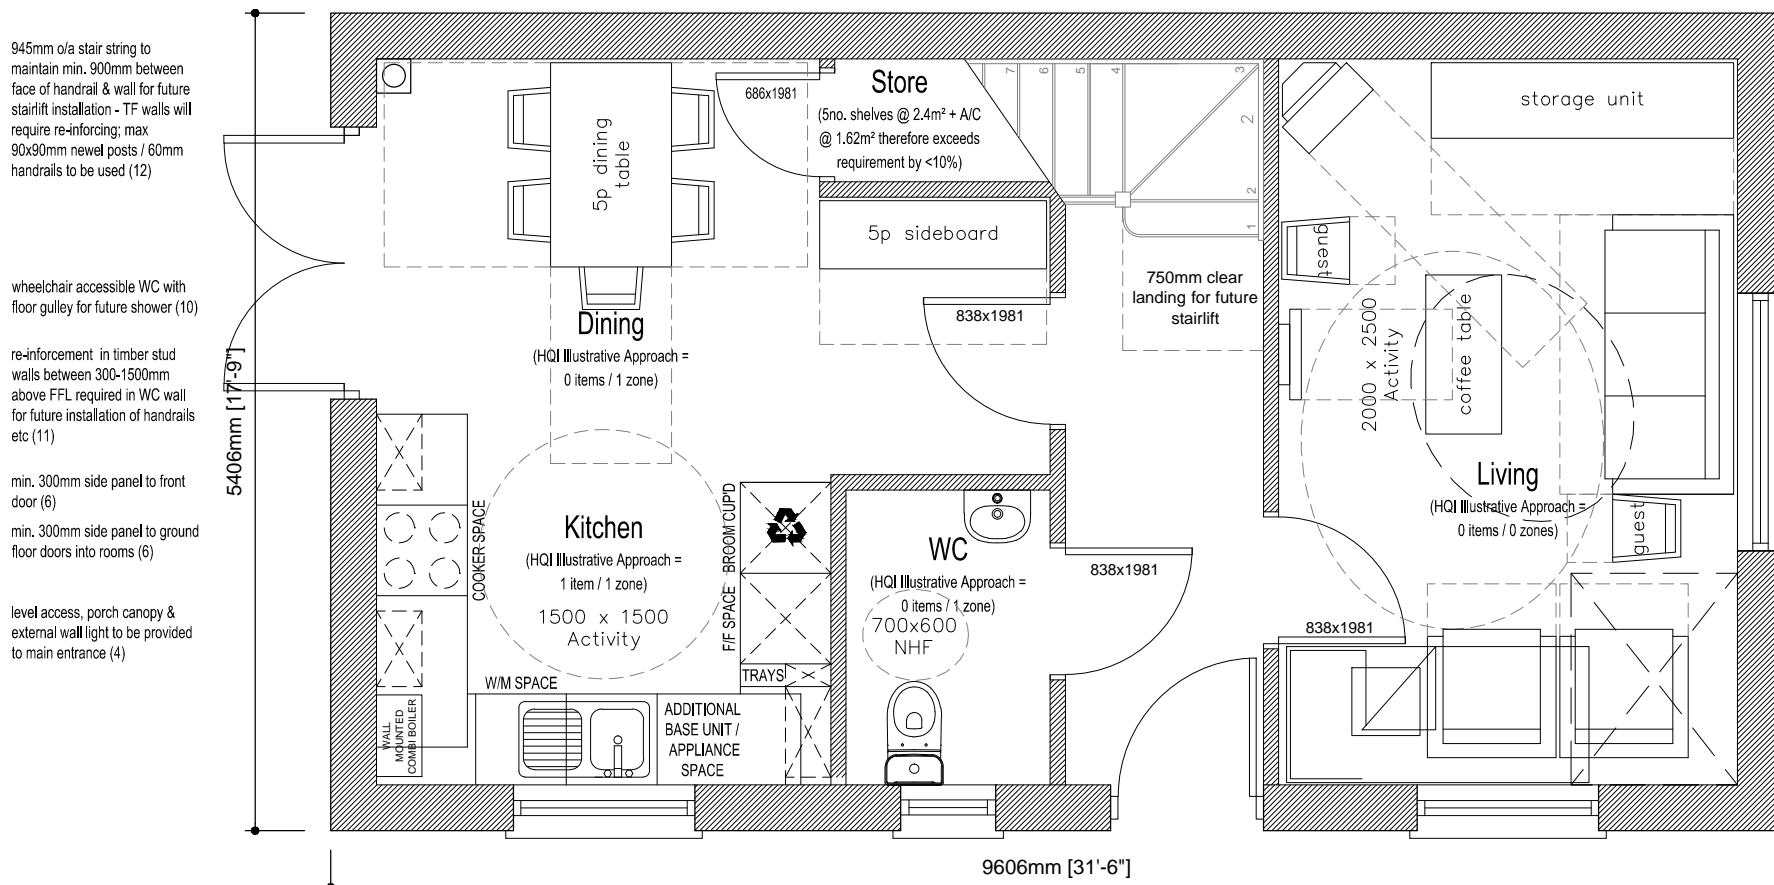 945mm o/a stair string to
maintain min. 900mm between
face of handrail & wall for future
stairlift installation - TF walls will
require re-inforcing; max
90x90mm newel posts / 60mm
handrails to be used (12)
wheelchair accessible WC with
floor gulley for future shower (10)
re-inforcement in timber stud
walls between 300-1500mm
above FFL required in WC wall
for future installation of handrails
etc (11)
min. 300mm side panel to front
door (6)
min. 300mm side panel to ground
floor doors into rooms (6)
level access, porch canopy &
external wall light to be provided
to main entrance (4)
5406mm [17'-9"]
5p dining
table
686x1981
Store
(5no. shelves @ 2.4m² + A/C
@ 1.62m² therefore exceeds
requirement by <10%)
7
6
5
4
3
2
2
1
storage unit
5p sideboard
guest
750mm clear
landing for future
stairlift
838x1981
Dining
(HQI Illustrative Approach =
0 items / 1 zone)
2000 x 2500
Activity
coffee table
Living
(HQI Illustrative Approach =
0 items / 0 zones)
guest
COOKER SPACE
Kitchen
(HQI Illustrative Approach =
1 item / 1 zone)
1500 x 1500
Activity
F/F SPACE
BROOM CUP'D
WC
(HQI Illustrative Approach =
0 items / 1 zone)
700x600
NHF
838x1981
838x1981
W/M SPACE
TRAYS
WALL
MOUNTED
COMBI BOILER
ADDITIONAL
BASE UNIT /
APPLIANCE
SPACE
9606mm [31'-6"]